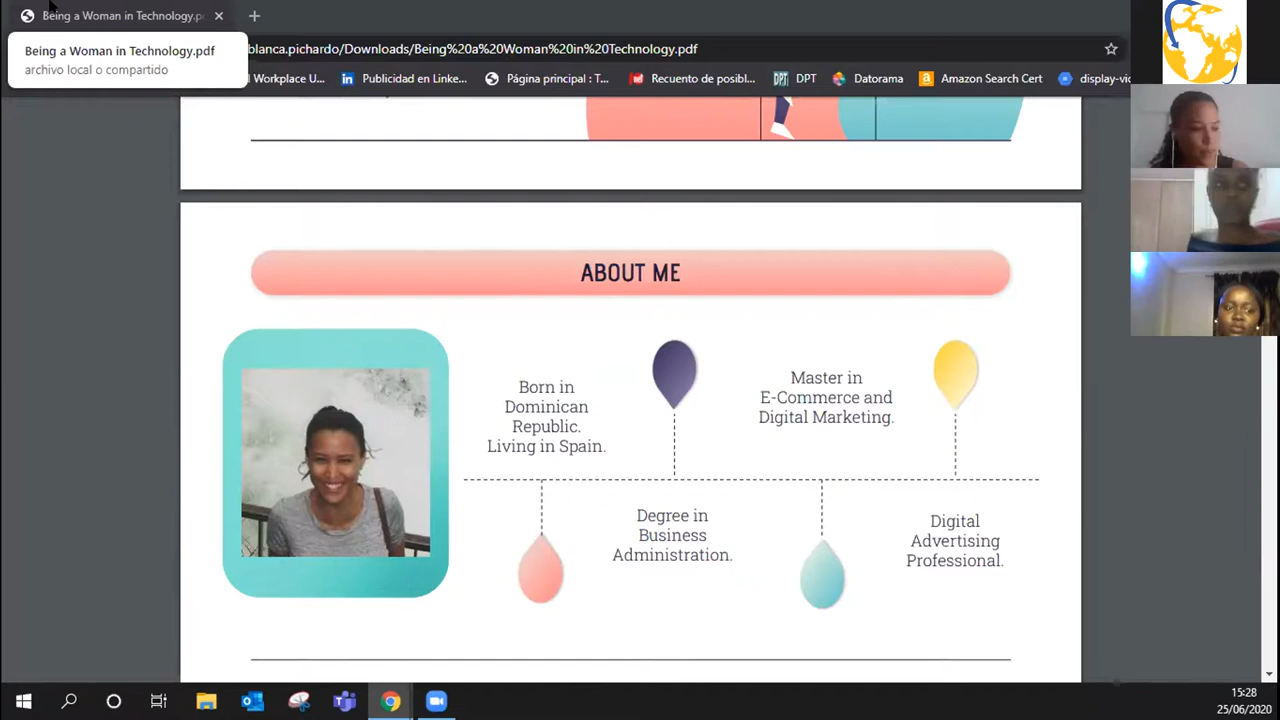 Being a Woman in Technology.p
Being a Woman in Technology.pdf
archivo local o compartido
blanca.pichardo/Downloads/Being%20a%20Woman%20in%20Technology.pdf
l Workplace U...
Publicidad en Linke...
Página principal : T...
Recuento de posibl...
DPT
Datorama
Amazon Search Cert
display-vi
ABOUT ME
Born in
Dominican
Republic.
Living in Spain.
Master in
E-Commerce and
Digital Marketing.
Degree in
Business
Administration.
Digital
Advertising
Professional.
15:28
25/06/2020